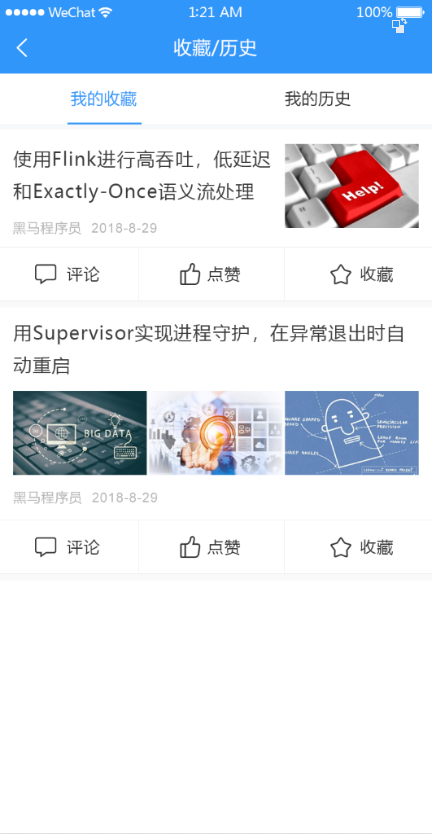 WeChat 1:21 AM 100%
收藏/历史
我的收藏 我的历史
使用Flink进行高吞吐，低延迟
和Exactly-Once语义流处理
Help!
黑马程序员 2018-8-29
评论 点赞 收藏
用Supervisor实现进程守护，在异常退出时自
动重启
BIG DATA
黑马程序员 2018-8-29
评论 点赞 收藏